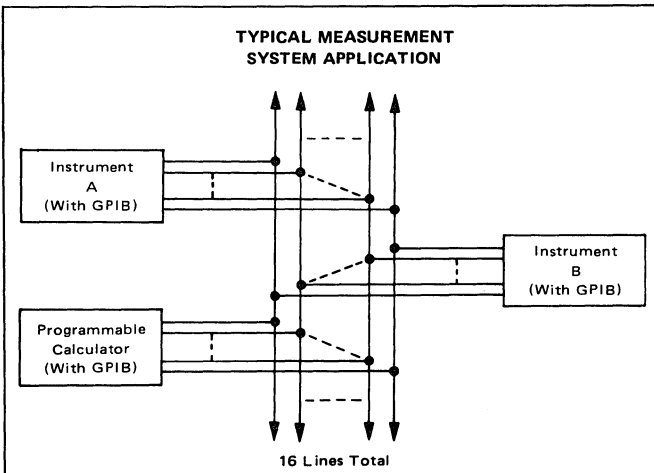 TYPICAL MEASUREMENT
SYSTEM APPLICATION
Instrument
A
(With GPIB)
Instrument
B
(With GPIB)
Programmable
Calculator
(With GPIB)
16 Lines Total